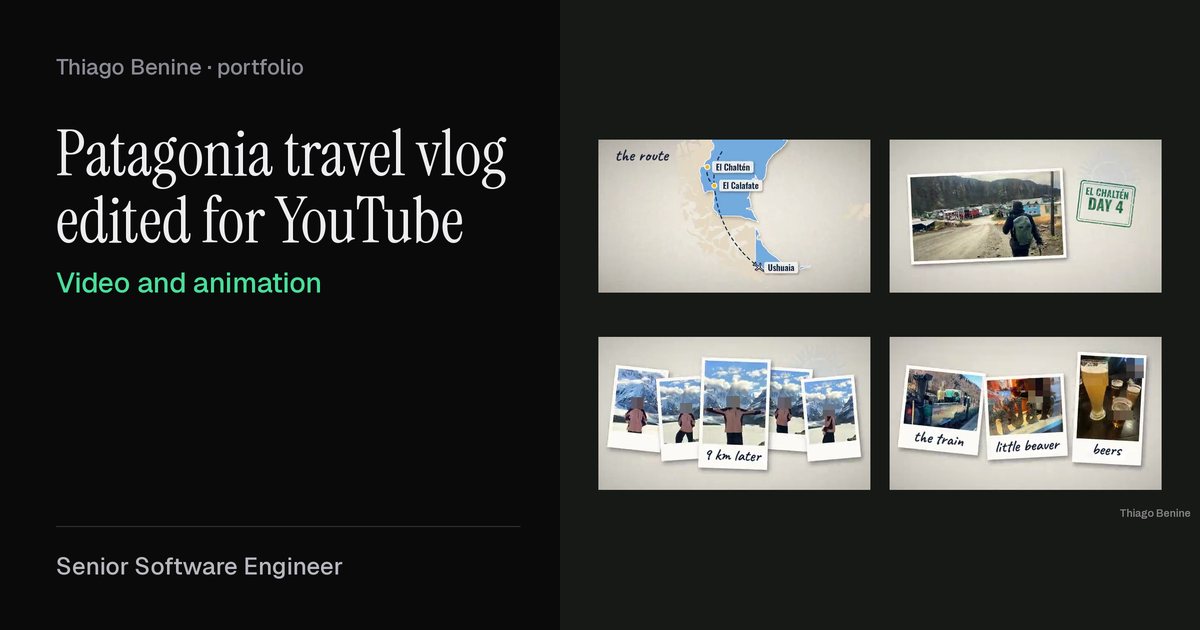 Thiago Benine · portfolio
Patagonia travel vlog
edited for YouTube
Video and animation
Senior Software Engineer
the route
El Chaltén
El Calafate
Ushuaia
EL CHALTÉN
DAY 4
9 km later
the train
little beaver
beers
Thiago Benine